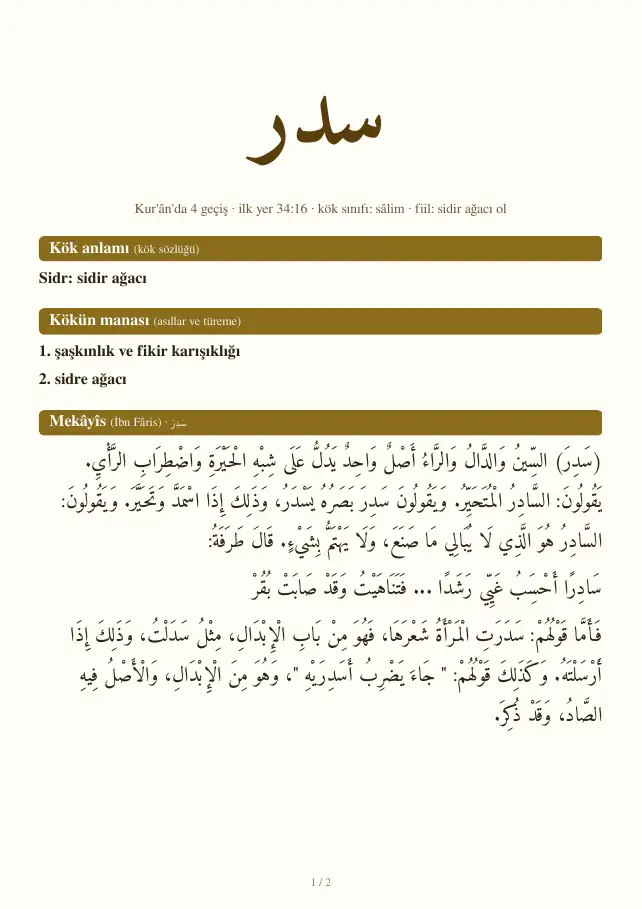 سدر
Kur'ân'da 4 geçiş · ilk yer 34:16 · kök sınıfı: sâlim · fiil: sidir ağacı ol
Kök anlamı (kök sözlüğü)
Sidr: sidir ağacı
Kökün manası (asıllar ve türeme)
1. şaşkınlık ve fikir karışıklığı
2. sidre ağacı
Mekâyîs (İbn Fâris) · سَدِرَ
(سَدِرَ) السِّينُ وَالدَّالُ وَالرَّاءُ أَصْلٌ وَاحِدٌ يَدُلُّ عَلَى شِبْهِ الْحَيْرَةِ وَاضْطِرَابِ الرَّأْيِ.
يَقُولُونَ: السَّادِرُ الْمُتَحَيِّرُ. وَيَقُولُونَ سَدِرَ بَصَرُهُ يَسْدَرُ، وَذَلِكَ إِذَا اسْمَدَّ وَتَحَيَّرَ. وَيَقُولُونَ:
السَّادِرُ هُوَ الَّذِي لَا يُبَالِي مَا صَنَعَ، وَلَا يَهْتَمُّ بِشَيْءٍ. قَالَ طَرَفَةُ:
سَادِرًا أَحْسَبُ غَيِّي رَشَدًا ... فَتَنَاهَيْتُ وَقَدْ صَابَتْ بُقُرْ
فَأَمَّا قَوْلُهُمْ: سَدَرَتِ الْمَرْأَةُ شَعْرَهَا، فَهُوَ مِنْ بَابِ الْإِبْدَالِ، مِثْلُ سَدَلْتُ، وَذَلِكَ إِذَا
أَرْسَلْتَهُ. وَكَذَلِكَ قَوْلُهُمْ: " جَاءَ يَضْرِبُ أَسْدَرَيْهِ "، وَهُوَ مِنَ الْإِبْدَالِ، وَالْأَصْلُ فِيهِ
الصَّادُ، وَقَدْ ذُكِرَ.
1 / 2